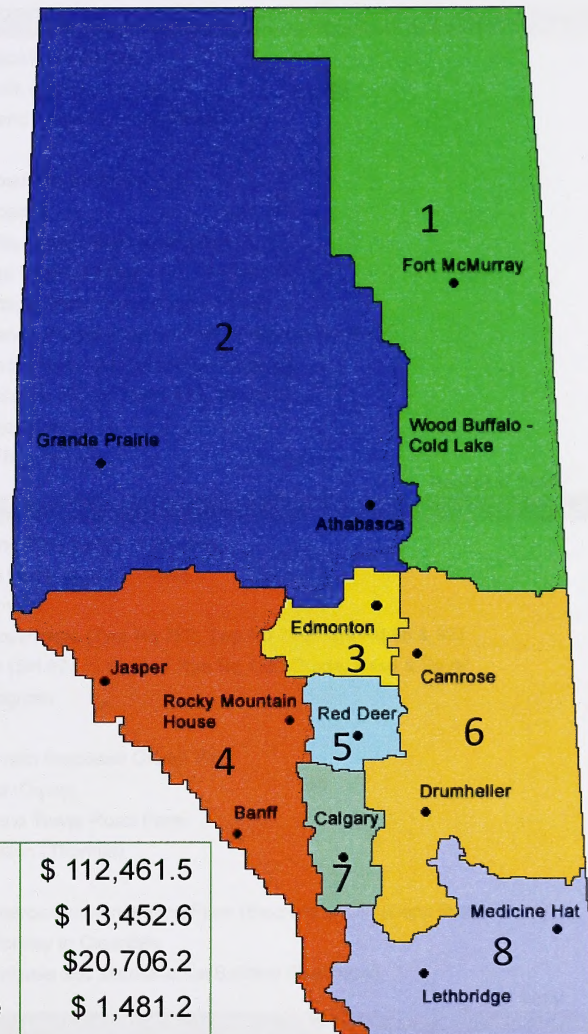 1
Fort McMurray
2
Wood Buffalo -
Cold Lake
Grande Prairie
Athabasca
Edmonton
3
Jasper
Camrose
Rocky Mountain
House
Red Deer
4
5
6
Banff
Calgary
Drumheller
7
$ 112,461.5
$ 13,452.6
$20,706.2
$ 1,481.2
Medicine Hat
8
Lethbridge